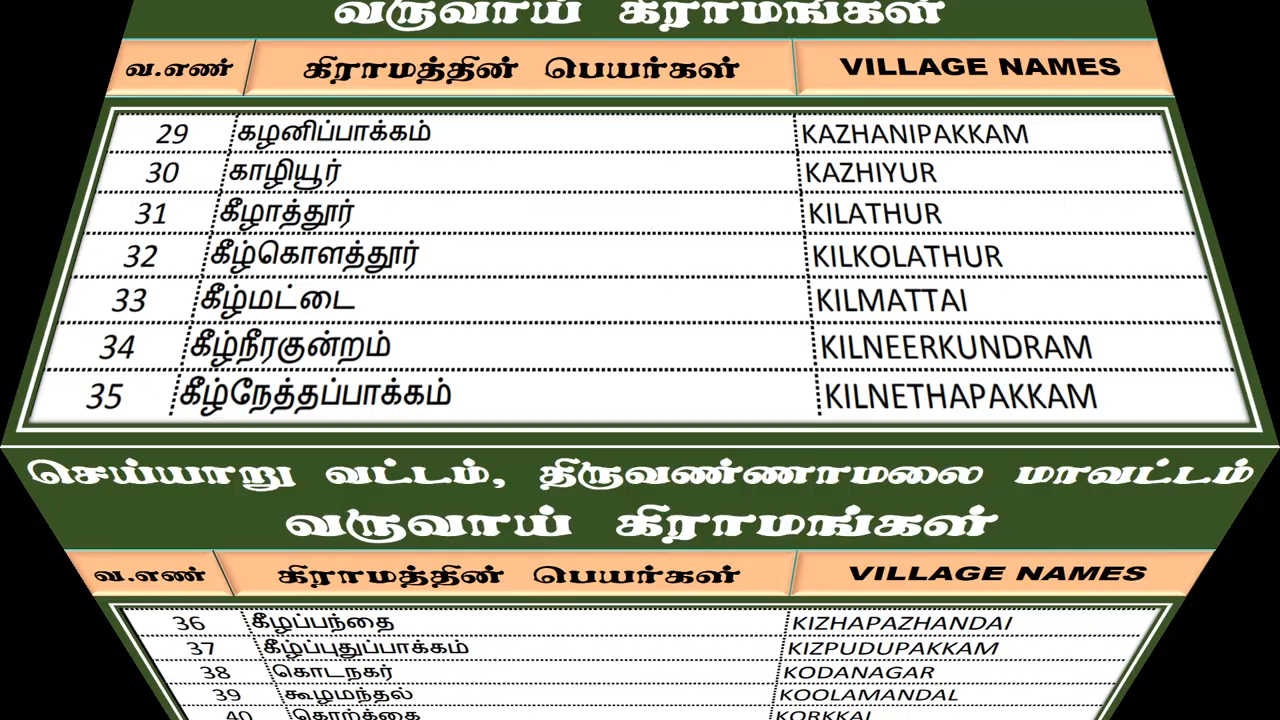 வருவாய் கிராமங்கள்
வ.எண் கிராமத்தின் பெயர்கள் VILLAGE NAMES
29 கழனிப்பாக்கம் KAZHANIPAKKAM
30 காழியூர் KAZHIYUR
31 கீழாத்தூர் KILATHUR
32 கீழ்கொளத்தூர் KILKOLATHUR
33 கீழ்மட்டை KILMATTAI
34 கீழ்நீரகுன்றம் KILNEERKUNDRAM
35 கீழ்நேத்தப்பாக்கம் KILNETHAPAKKAM
செய்யாறு வட்டம், திருவண்ணாமலை மாவட்டம்
வருவாய் கிராமங்கள்
வ.எண் கிராமத்தின் பெயர்கள் VILLAGE NAMES
36 கீழப்பந்தை KIZHAPAZHANDAI
37 கீழ்ப்புதுப்பாக்கம் KIZPUDUPAKKAM
38 கொடநகர் KODANAGAR
39 கூழமந்தல் KOOLAMANDAL
40 கொற்க்கை KORKKAI